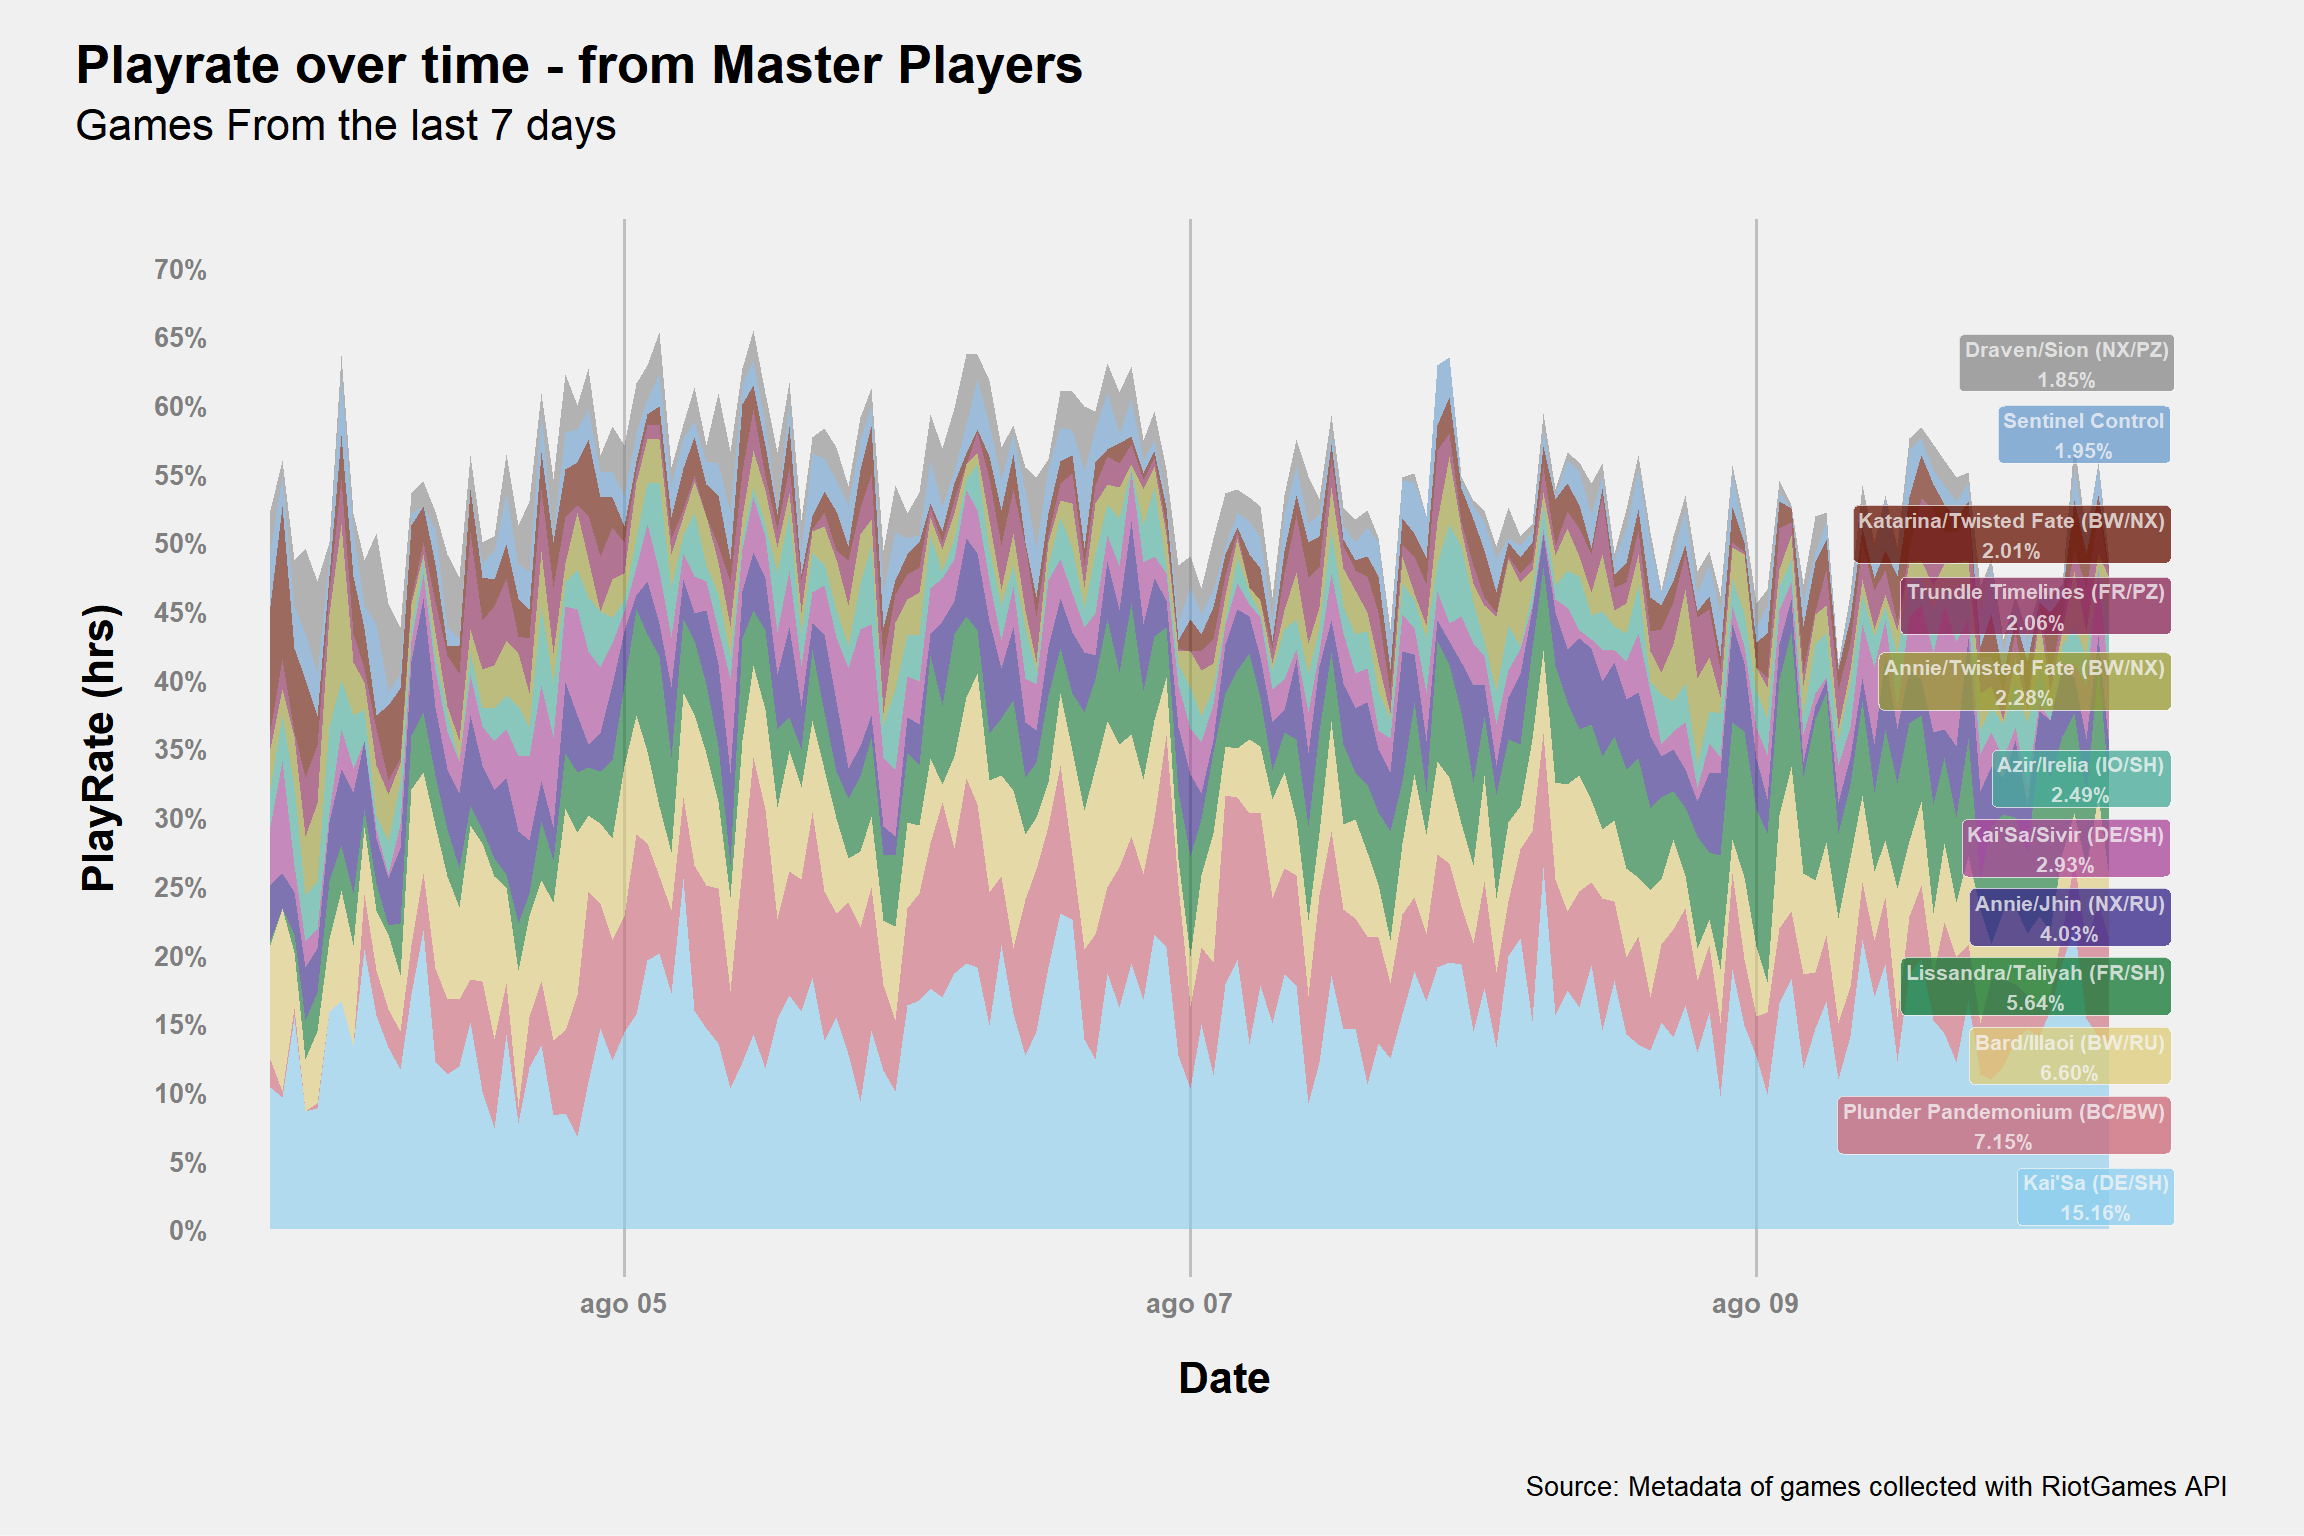 Playrate over time - from Master Players
Games From the last 7 days
PlayRate (hrs)
70%
65%
60%
55%
50%
45%
40%
35%
30%
25%
20%
15%
10%
5%
0%
Draven/Sion (NX/PZ)
1.85%
Sentinel Control
1.95%
Katarina/Twisted Fate (BW/NX)
2.01%
Trundle Timelines (FR/PZ)
2.06%
Annie/Twisted Fate (BW/NX)
2.28%
Azir/Irelia (IO/SH)
2.49%
Kai'Sa/Sivir (DE/SH)
2.93%
Annie/Jhin (NX/RU)
4.03%
Lissandra/Taliyah (FR/SH)
5.64%
Bard/Illaoi (BW/RU)
6.60%
Plunder Pandemonium (BC/BW)
7.15%
Kai'Sa (DE/SH)
15.16%
ago 05
ago 07
ago 09
Date
Source: Metadata of games collected with RiotGames API